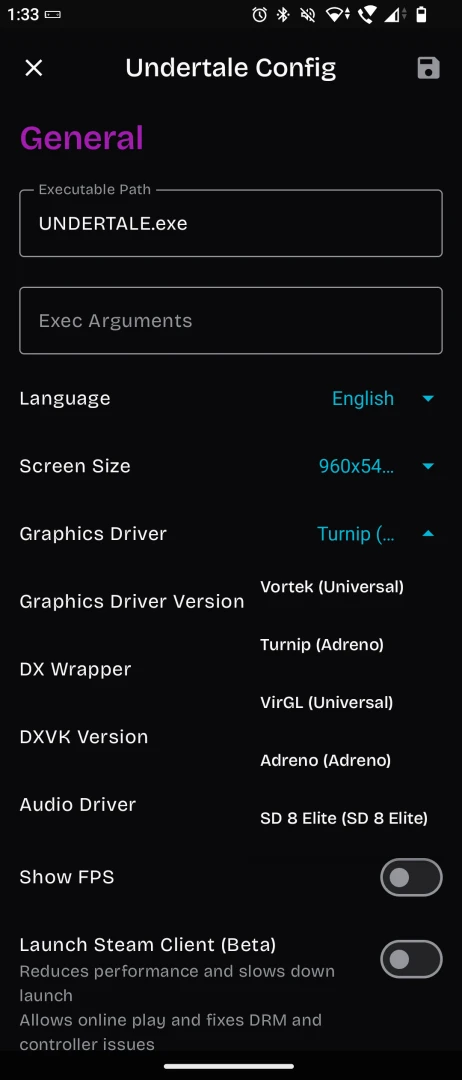 1:33
Undertale Config
General
Executable Path
UNDERTALE.exe
Exec Arguments
Language English
Screen Size 960x54...
Graphics Driver Turnip (...
Vortek (Universal)
Graphics Driver Version
Turnip (Adreno)
DX Wrapper
VirGL (Universal)
DXVK Version
Adreno (Adreno)
Audio Driver
SD 8 Elite (SD 8 Elite)
Show FPS
Launch Steam Client (Beta)
Reduces performance and slows down
launch
Allows online play and fixes DRM and
controller issues